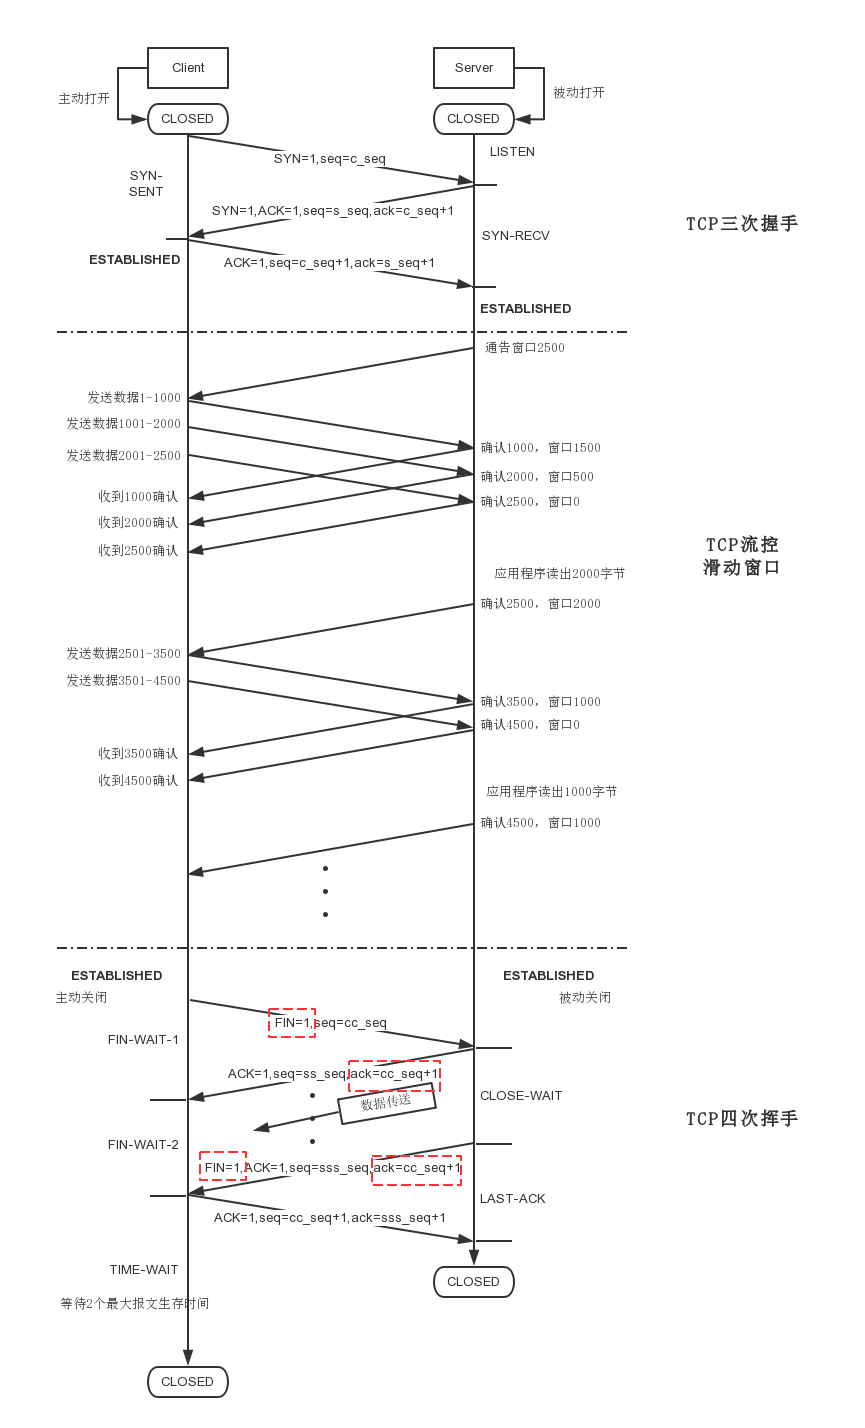 Client
Server
主动打开
被动打开
CLOSED
CLOSED
LISTEN
SYN=1,seq=c_seq
SYN-
SENT
SYN=1,ACK=1,seq=s_seq,ack=c_seq+1
TCP三次握手
SYN-RECV
ESTABLISHED
ACK=1,seq=c_seq+1,ack=s_seq+1
ESTABLISHED
通告窗口2500
发送数据1-1000
发送数据1001-2000
确认1000，窗口1500
发送数据2001-2500
确认2000，窗口500
收到1000确认
确认2500，窗口0
收到2000确认
收到2500确认
TCP流控
滑动窗口
应用程序读出2000字节
确认2500，窗口2000
发送数据2501-3500
发送数据3501-4500
确认3500，窗口1000
确认4500，窗口0
收到3500确认
收到4500确认
应用程序读出1000字节
确认4500，窗口1000
ESTABLISHED
ESTABLISHED
主动关闭
被动关闭
FIN=1,seq=cc_seq
FIN-WAIT-1
ACK=1,seq=ss_seq,ack=cc_seq+1
CLOSE-WAIT
数据传送
TCP四次挥手
FIN-WAIT-2
FIN=1,ACK=1,seq=sss_seq,ack=cc_seq+1
LAST-ACK
ACK=1,seq=cc_seq+1,ack=sss_seq+1
TIME-WAIT
CLOSED
等待2个最大报文生存时间
CLOSED